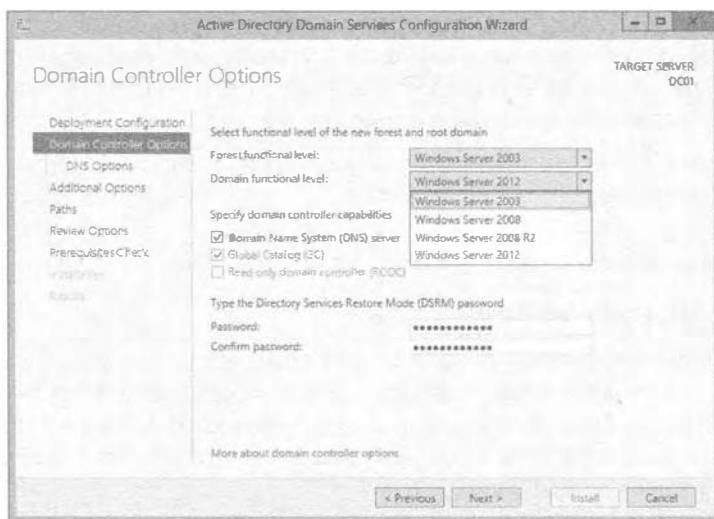 Active Directory Domain Services Configuration Wizard
Domain Controller Options
TARGET SERVER
DC01
Deployment Configuration
Domain Controller Options
DNS Options
Additional Options
Paths
Review Options
Prerequisites Check
Installation
Results
Select functional level of the new forest and root domain
Forest functional level:
Windows Server 2003
Domain functional level:
Windows Server 2012
Windows Server 2003
Windows Server 2008
Windows Server 2008 R2
Windows Server 2012
Specify domain controller capabilities
Domain Name System (DNS) server
Global Catalog (GC)
Read only domain controller (RODC)
Type the Directory Services Restore Mode (DSRM) password
Password:
••••••••••••
Confirm password:
••••••••••••
More about domain controller options
< Previous
Next >
Install
Cancel